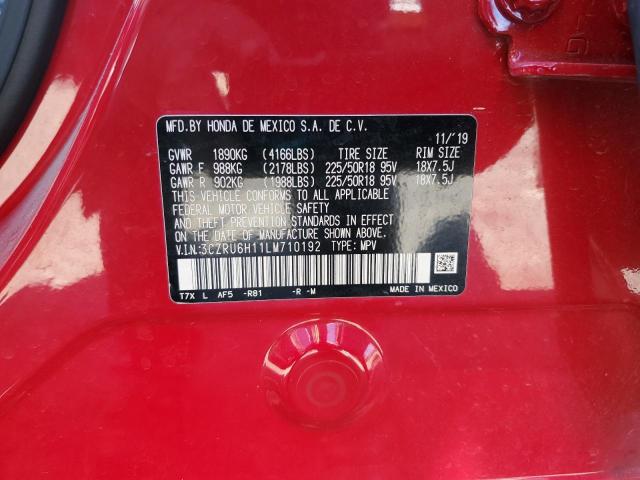 MFD.BY HONDA DE MEXICO S.A. DE C.V.
11/'19
GVWR 1890KG (4166LBS) TIRE SIZE RIM SIZE
GAWR F 988KG (2178LBS) 225/50R18 95V 18X7.5J
GAWR R 902KG (1988LBS) 225/50R18 95V 18X7.5J
THIS VEHICLE CONFORMS TO ALL APPLICABLE
FEDERAL MOTOR VEHICLE SAFETY
AND THEFT PREVENTION STANDARDS IN EFFECT
ON THE DATE OF MANUFACTURE SHOWN ABOVE.
V.I.N.:3CZRU6H11LM710192 TYPE: MPV
T7X L AF5 -R81 -R -M
MADE IN MEXICO